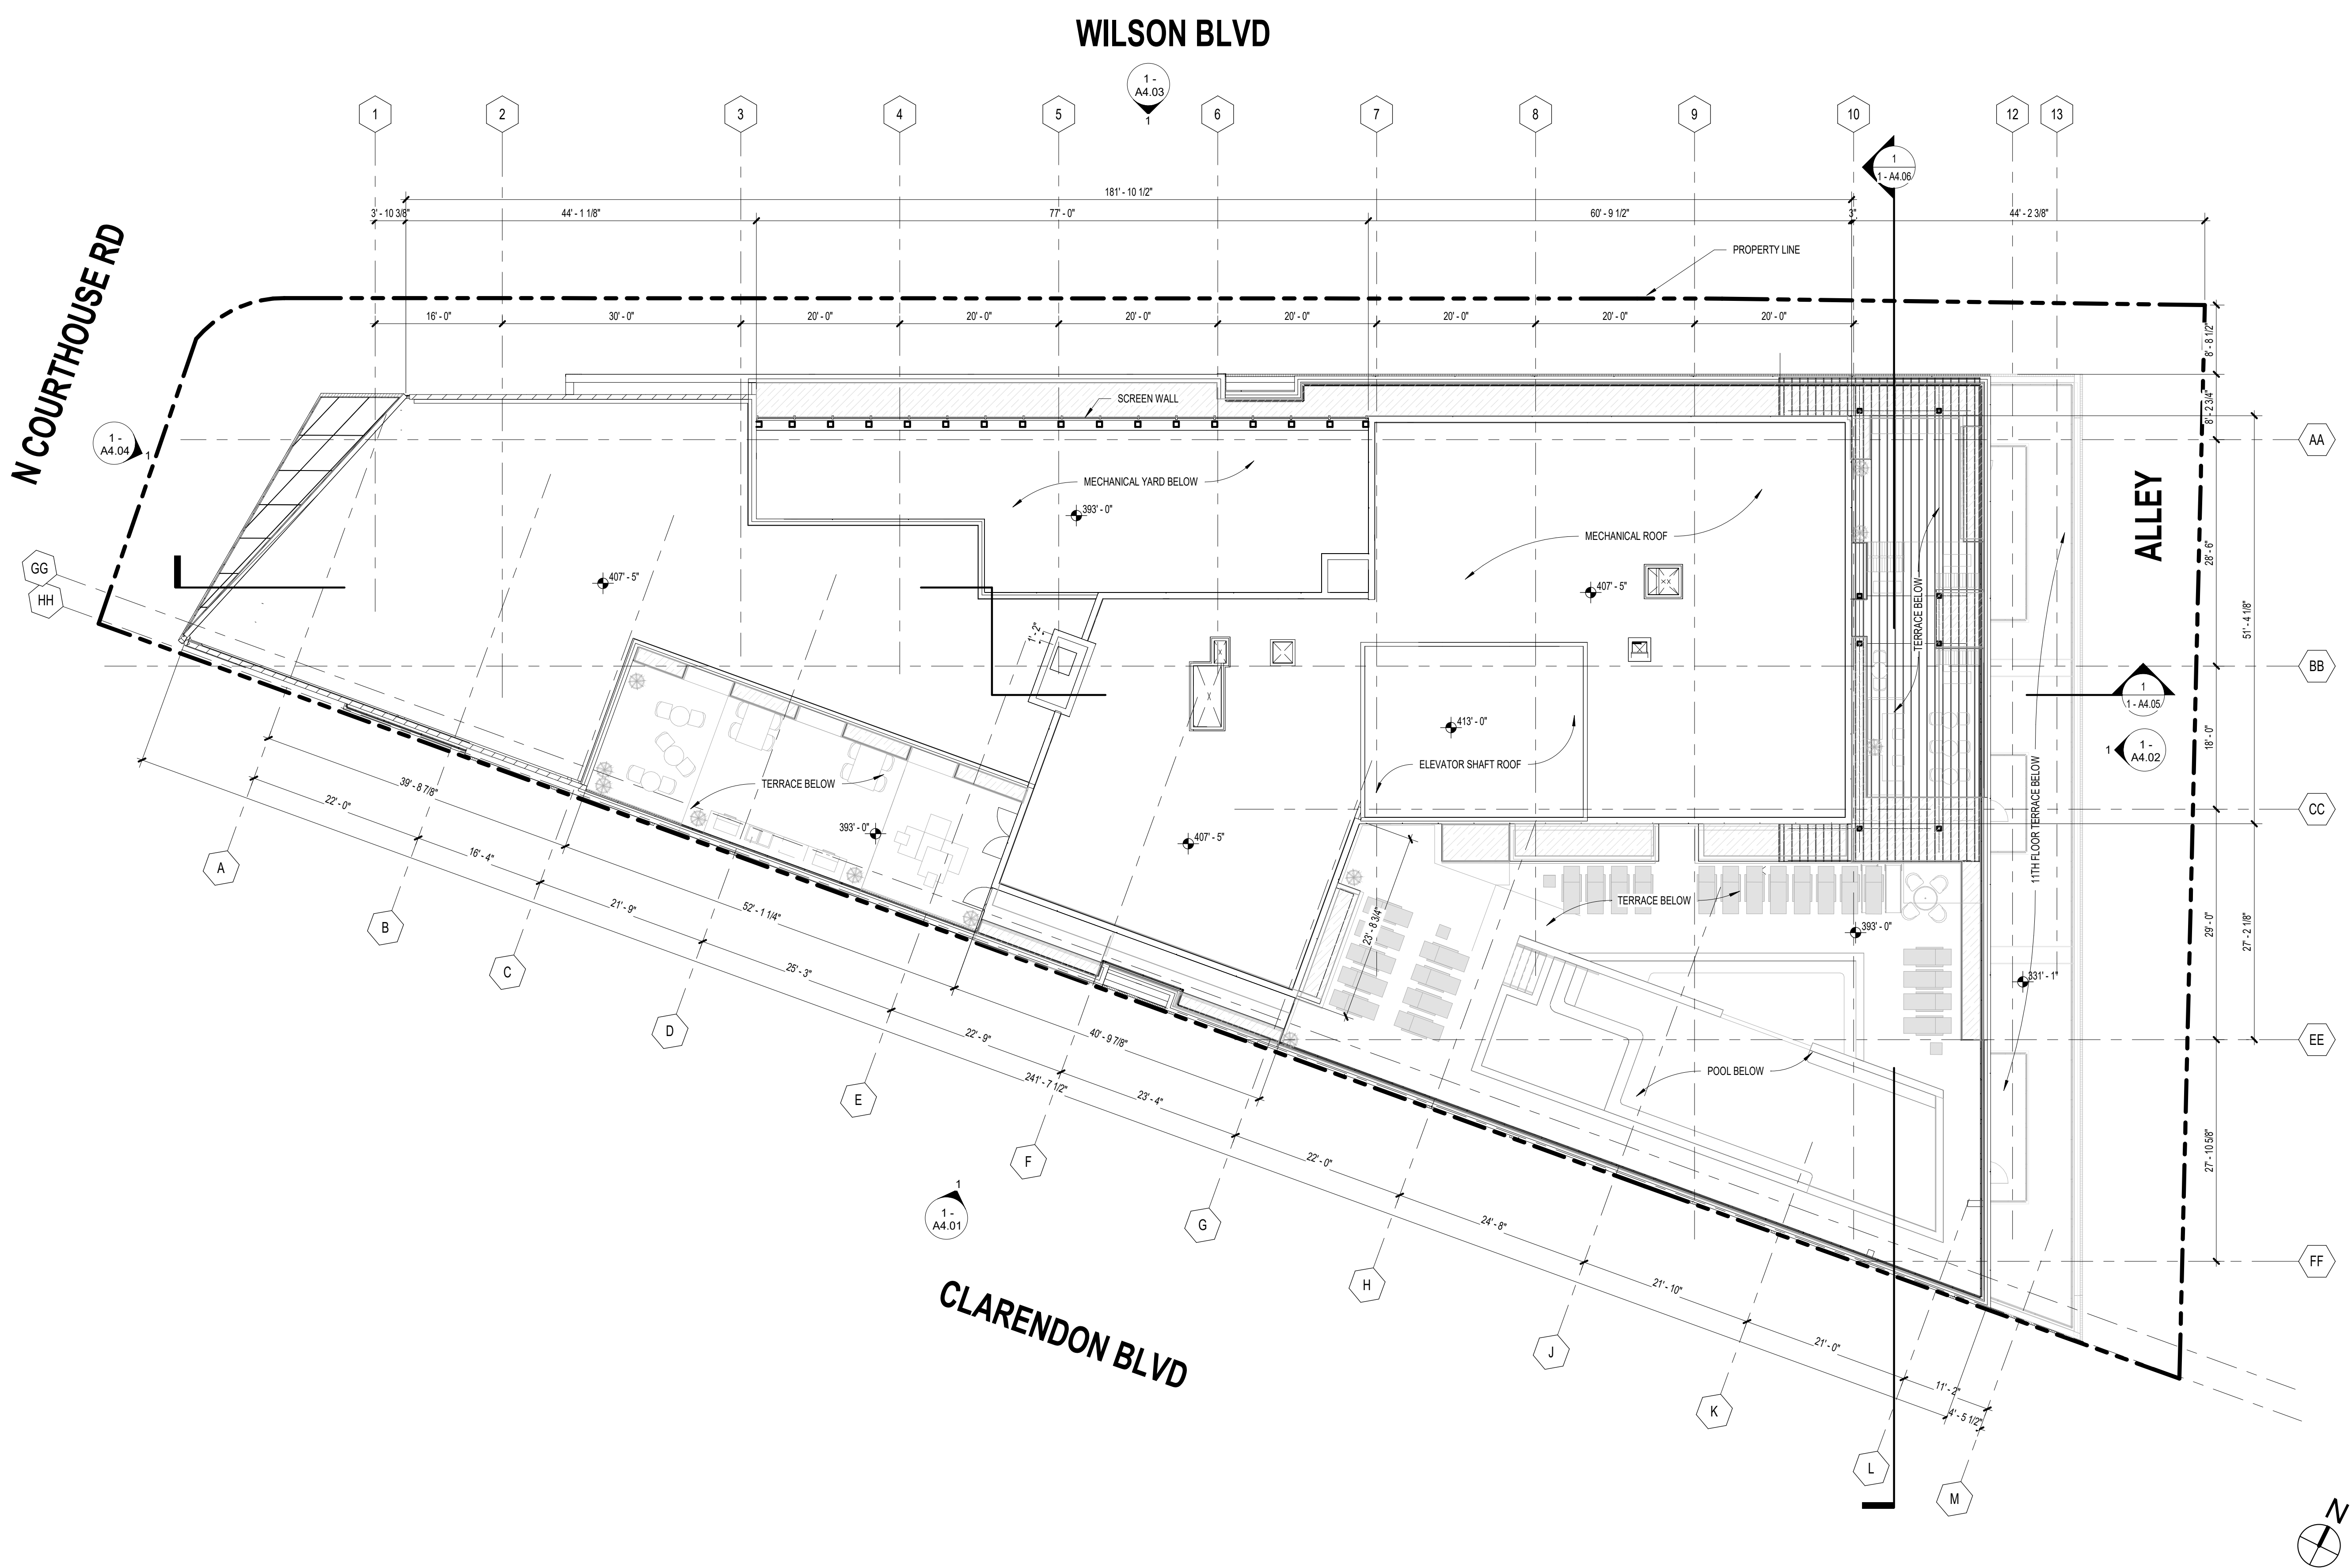 WILSON BLVD
1 -
A4.03
1
1
2
3
4
5
6
7
8
9
10
12
13
1
1 - A4.06
181' - 10 1/2"
3' - 10 3/8"
44' - 1 1/8"
77' - 0"
60' - 9 1/2"
3"
44' - 2 3/8"
N COURTHOUSE RD
PROPERTY LINE
16' - 0"
30' - 0"
20' - 0"
20' - 0"
20' - 0"
20' - 0"
20' - 0"
20' - 0"
20' - 0"
8' - 8 1/2"
8' - 2 3/4"
SCREEN WALL
1 -
A4.04
1
AA
MECHANICAL YARD BELOW
393' - 0"
MECHANICAL ROOF
ALLEY
28' - 6"
GG
HH
407' - 5"
407' - 5"
TERRACE BELOW
51' - 4 1/8"
1' - 2"
BB
1
1 - A4.05
413' - 0"
18' - 0"
1
1 -
A4.02
ELEVATOR SHAFT ROOF
TERRACE BELOW
39' - 8 7/8"
22' - 0"
393' - 0"
407' - 5"
11TH FLOOR TERRACE BELOW
CC
A
16' - 4"
B
21' - 9"
52' - 1 1/4"
TERRACE BELOW
23' - 8 3/4"
393' - 0"
29' - 0"
27' - 2 1/8"
C
25' - 3"
331' - 1"
D
22' - 9"
40' - 9 7/8"
EE
241' - 7 1/2"
POOL BELOW
E
23' - 4"
F
22' - 0"
27' - 10 5/8"
1
1 -
A4.01
G
24' - 8"
FF
H
21' - 10"
CLARENDON BLVD
J
21' - 0"
K
11' - 2"
4' - 5 1/2"
L
M
N